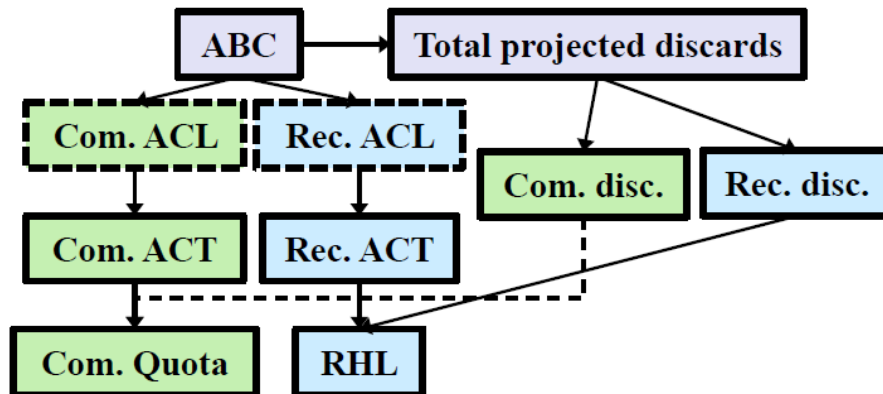 ABC
Total projected discards
Com. ACL
Rec. ACL
Com. disc.
Rec. disc.
Com. ACT
Rec. ACT
Com. Quota
RHL